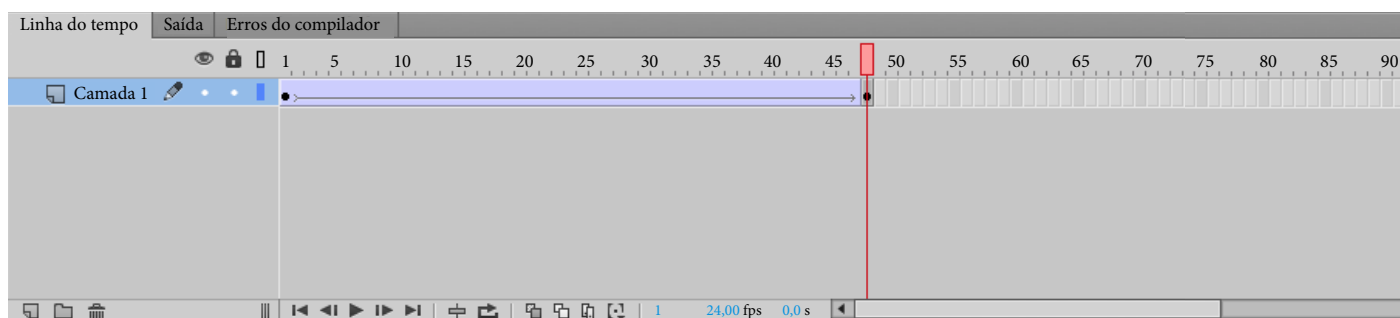 Linha do tempo Saída Erros do compilador
1 5 10 15 20 25 30 35 40 45 50 55 60 65 70 75 80 85 90
Camada 1
1 24,00 fps 0,0 s